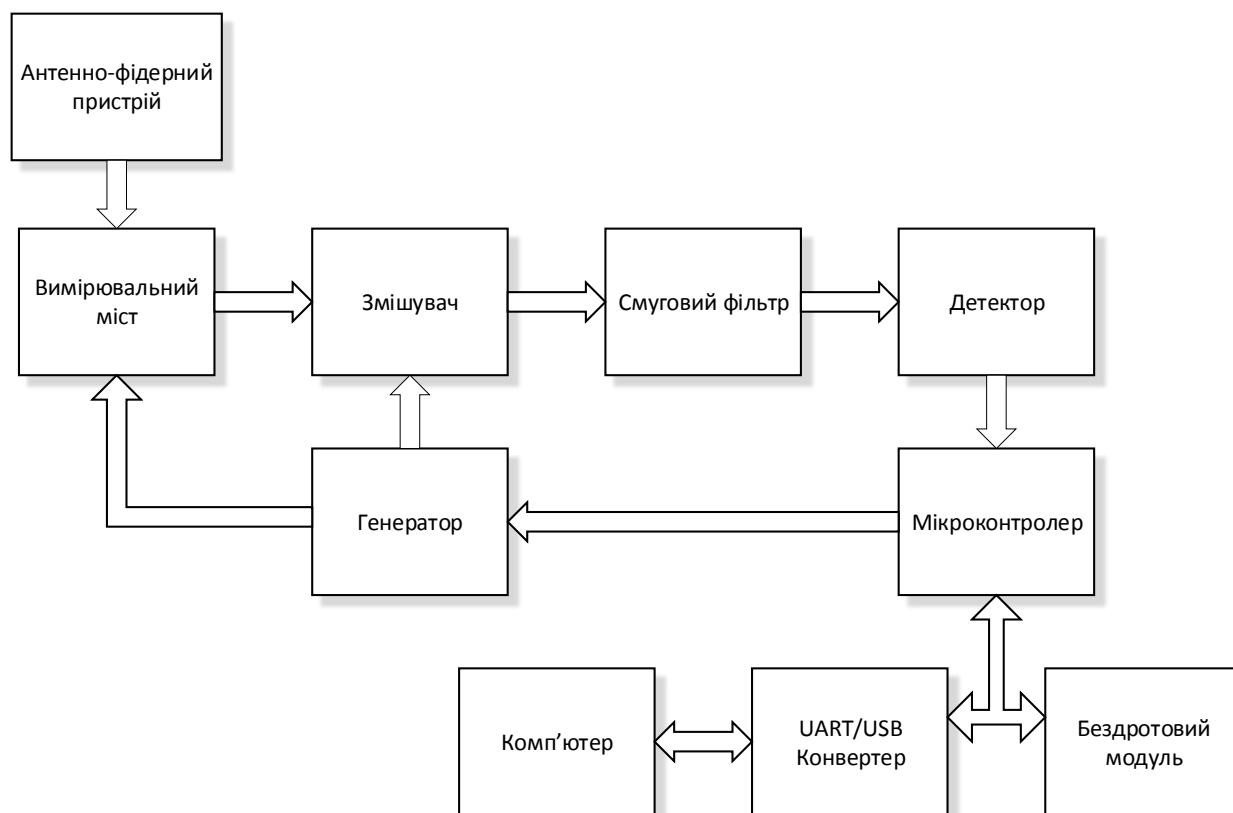 Антенно-фідерний
пристрій
Вимірювальний
міст
Змішувач
Смуговий фільтр
Детектор
Генератор
Мікроконтролер
Комп’ютер
UART/USB
Конвертер
Бездротовий
модуль